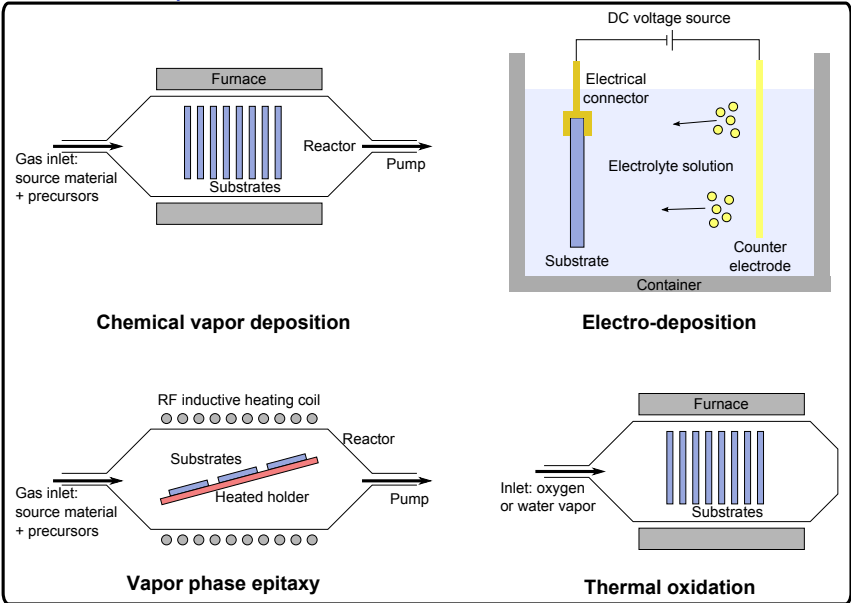 Furnace
Reactor
Gas inlet:
source material
+ precursors
Substrates
Pump
Chemical vapor deposition
DC voltage source
Electrical
connector
Electrolyte solution
Substrate
Counter
electrode
Container
Electro-deposition
RF inductive heating coil
Reactor
Substrates
Heated holder
Gas inlet:
source material
+ precursors
Pump
Vapor phase epitaxy
Furnace
Inlet: oxygen
or water vapor
Substrates
Thermal oxidation